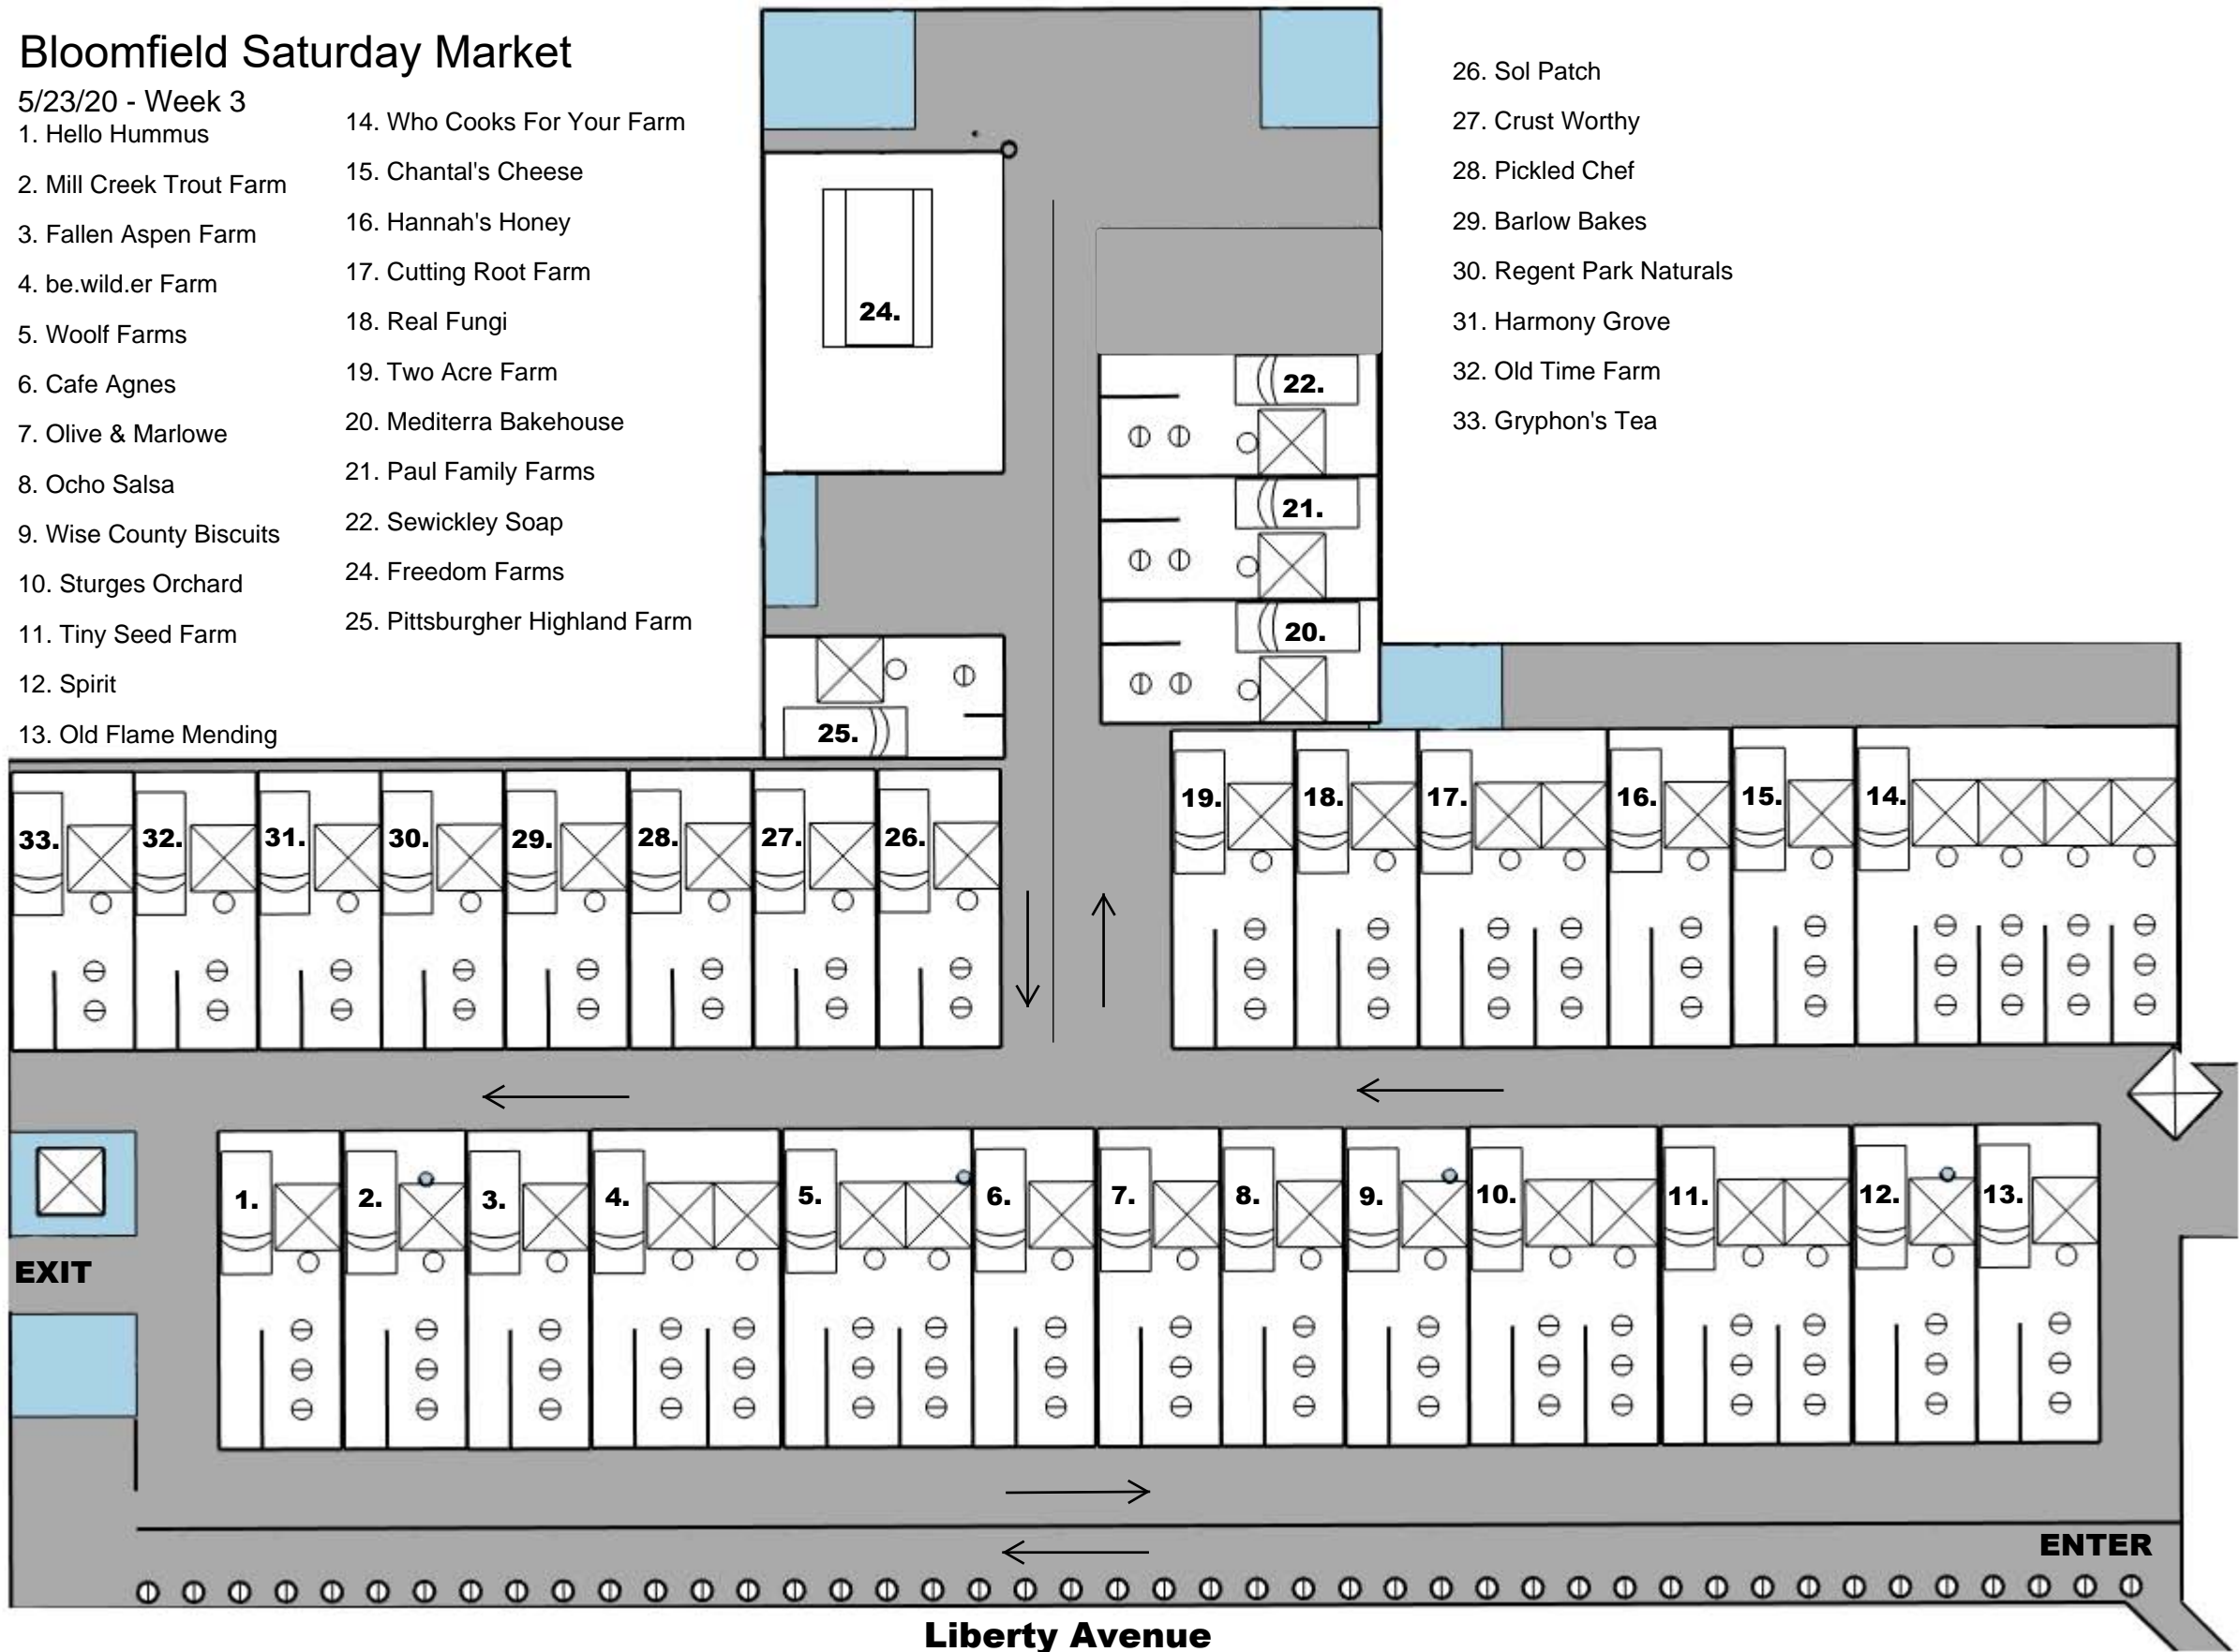 Bloomfield Saturday Market
5/23/20 - Week 3
1. Hello Hummus
2. Mill Creek Trout Farm
3. Fallen Aspen Farm
4. be.wild.er Farm
5. Woolf Farms
6. Cafe Agnes
7. Olive & Marlowe
8. Ocho Salsa
9. Wise County Biscuits
10. Sturges Orchard
11. Tiny Seed Farm
12. Spirit
13. Old Flame Mending
14. Who Cooks For Your Farm
15. Chantal's Cheese
16. Hannah's Honey
17. Cutting Root Farm
18. Real Fungi
19. Two Acre Farm
20. Mediterra Bakehouse
21. Paul Family Farms
22. Sewickley Soap
24. Freedom Farms
25. Pittsburgher Highland Farm
26. Sol Patch
27. Crust Worthy
28. Pickled Chef
29. Barlow Bakes
30. Regent Park Naturals
31. Harmony Grove
32. Old Time Farm
33. Gryphon's Tea
24.
22.
21.
20.
25.
19. 18. 17. 16. 15. 14.
33. 32. 31. 30. 29. 28. 27. 26.
1. 2. 3. 4. 5. 6. 7. 8. 9. 10. 11. 12. 13.
EXIT
ENTER
Liberty Avenue